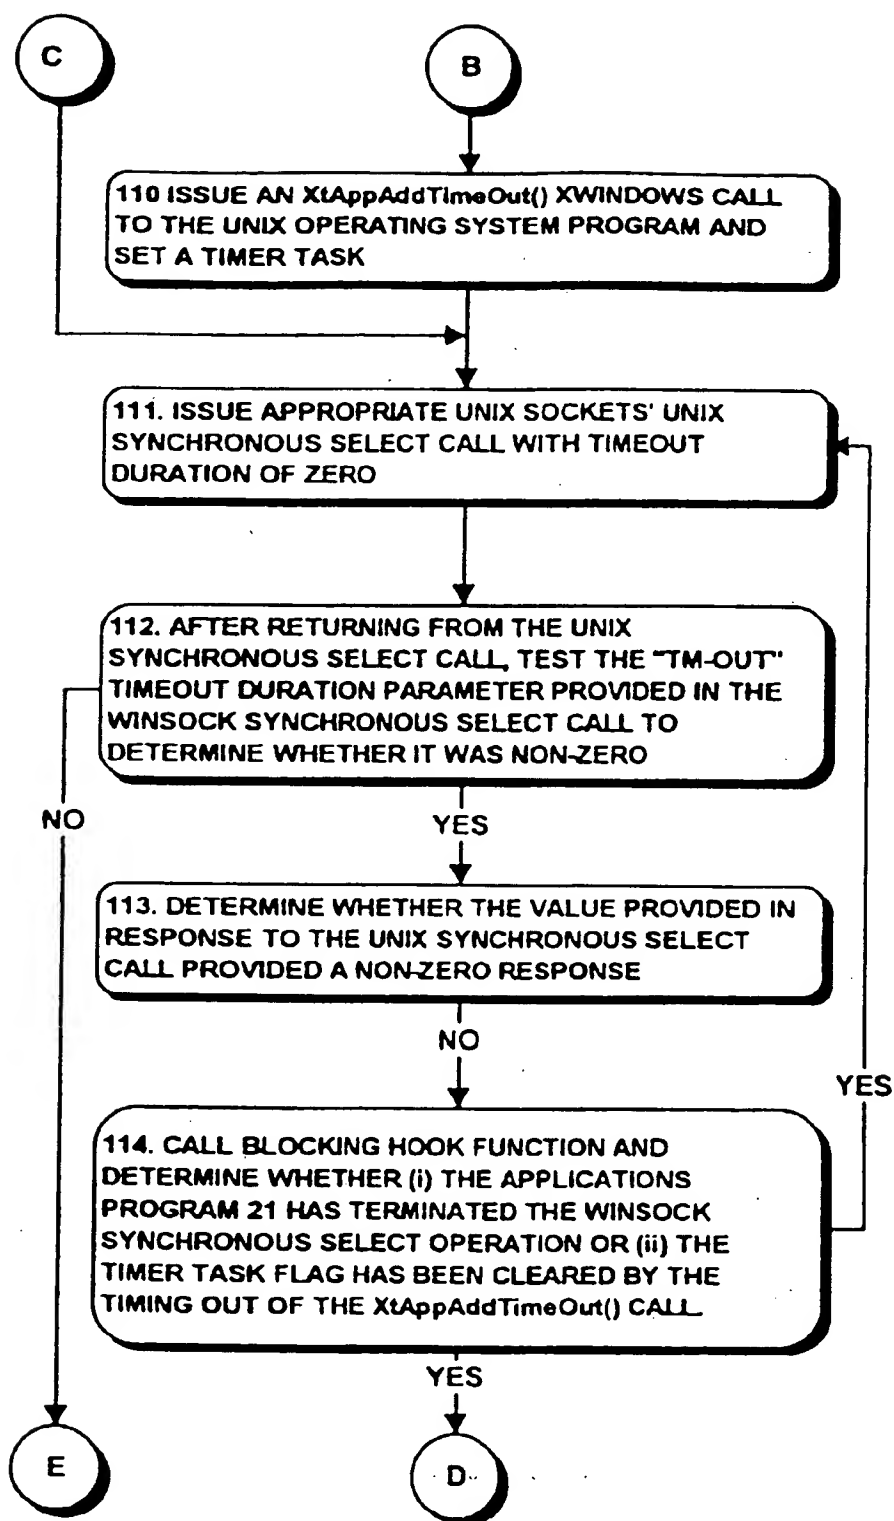 C
B
110 ISSUE AN XtAppAddTimeOut() XWINDOWS CALL
TO THE UNIX OPERATING SYSTEM PROGRAM AND
SET A TIMER TASK
111. ISSUE APPROPRIATE UNIX SOCKETS' UNIX
SYNCHRONOUS SELECT CALL WITH TIMEOUT
DURATION OF ZERO
112. AFTER RETURNING FROM THE UNIX
SYNCHRONOUS SELECT CALL, TEST THE "TM-OUT"
TIMEOUT DURATION PARAMETER PROVIDED IN THE
WINSOCK SYNCHRONOUS SELECT CALL TO
DETERMINE WHETHER IT WAS NON-ZERO
NO
YES
113. DETERMINE WHETHER THE VALUE PROVIDED IN
RESPONSE TO THE UNIX SYNCHRONOUS SELECT
CALL PROVIDED A NON-ZERO RESPONSE
NO
YES
114. CALL BLOCKING HOOK FUNCTION AND
DETERMINE WHETHER (i) THE APPLICATIONS
PROGRAM 21 HAS TERMINATED THE WINSOCK
SYNCHRONOUS SELECT OPERATION OR (ii) THE
TIMER TASK FLAG HAS BEEN CLEARED BY THE
TIMING OUT OF THE XtAppAddTimeOut() CALL
YES
E
D